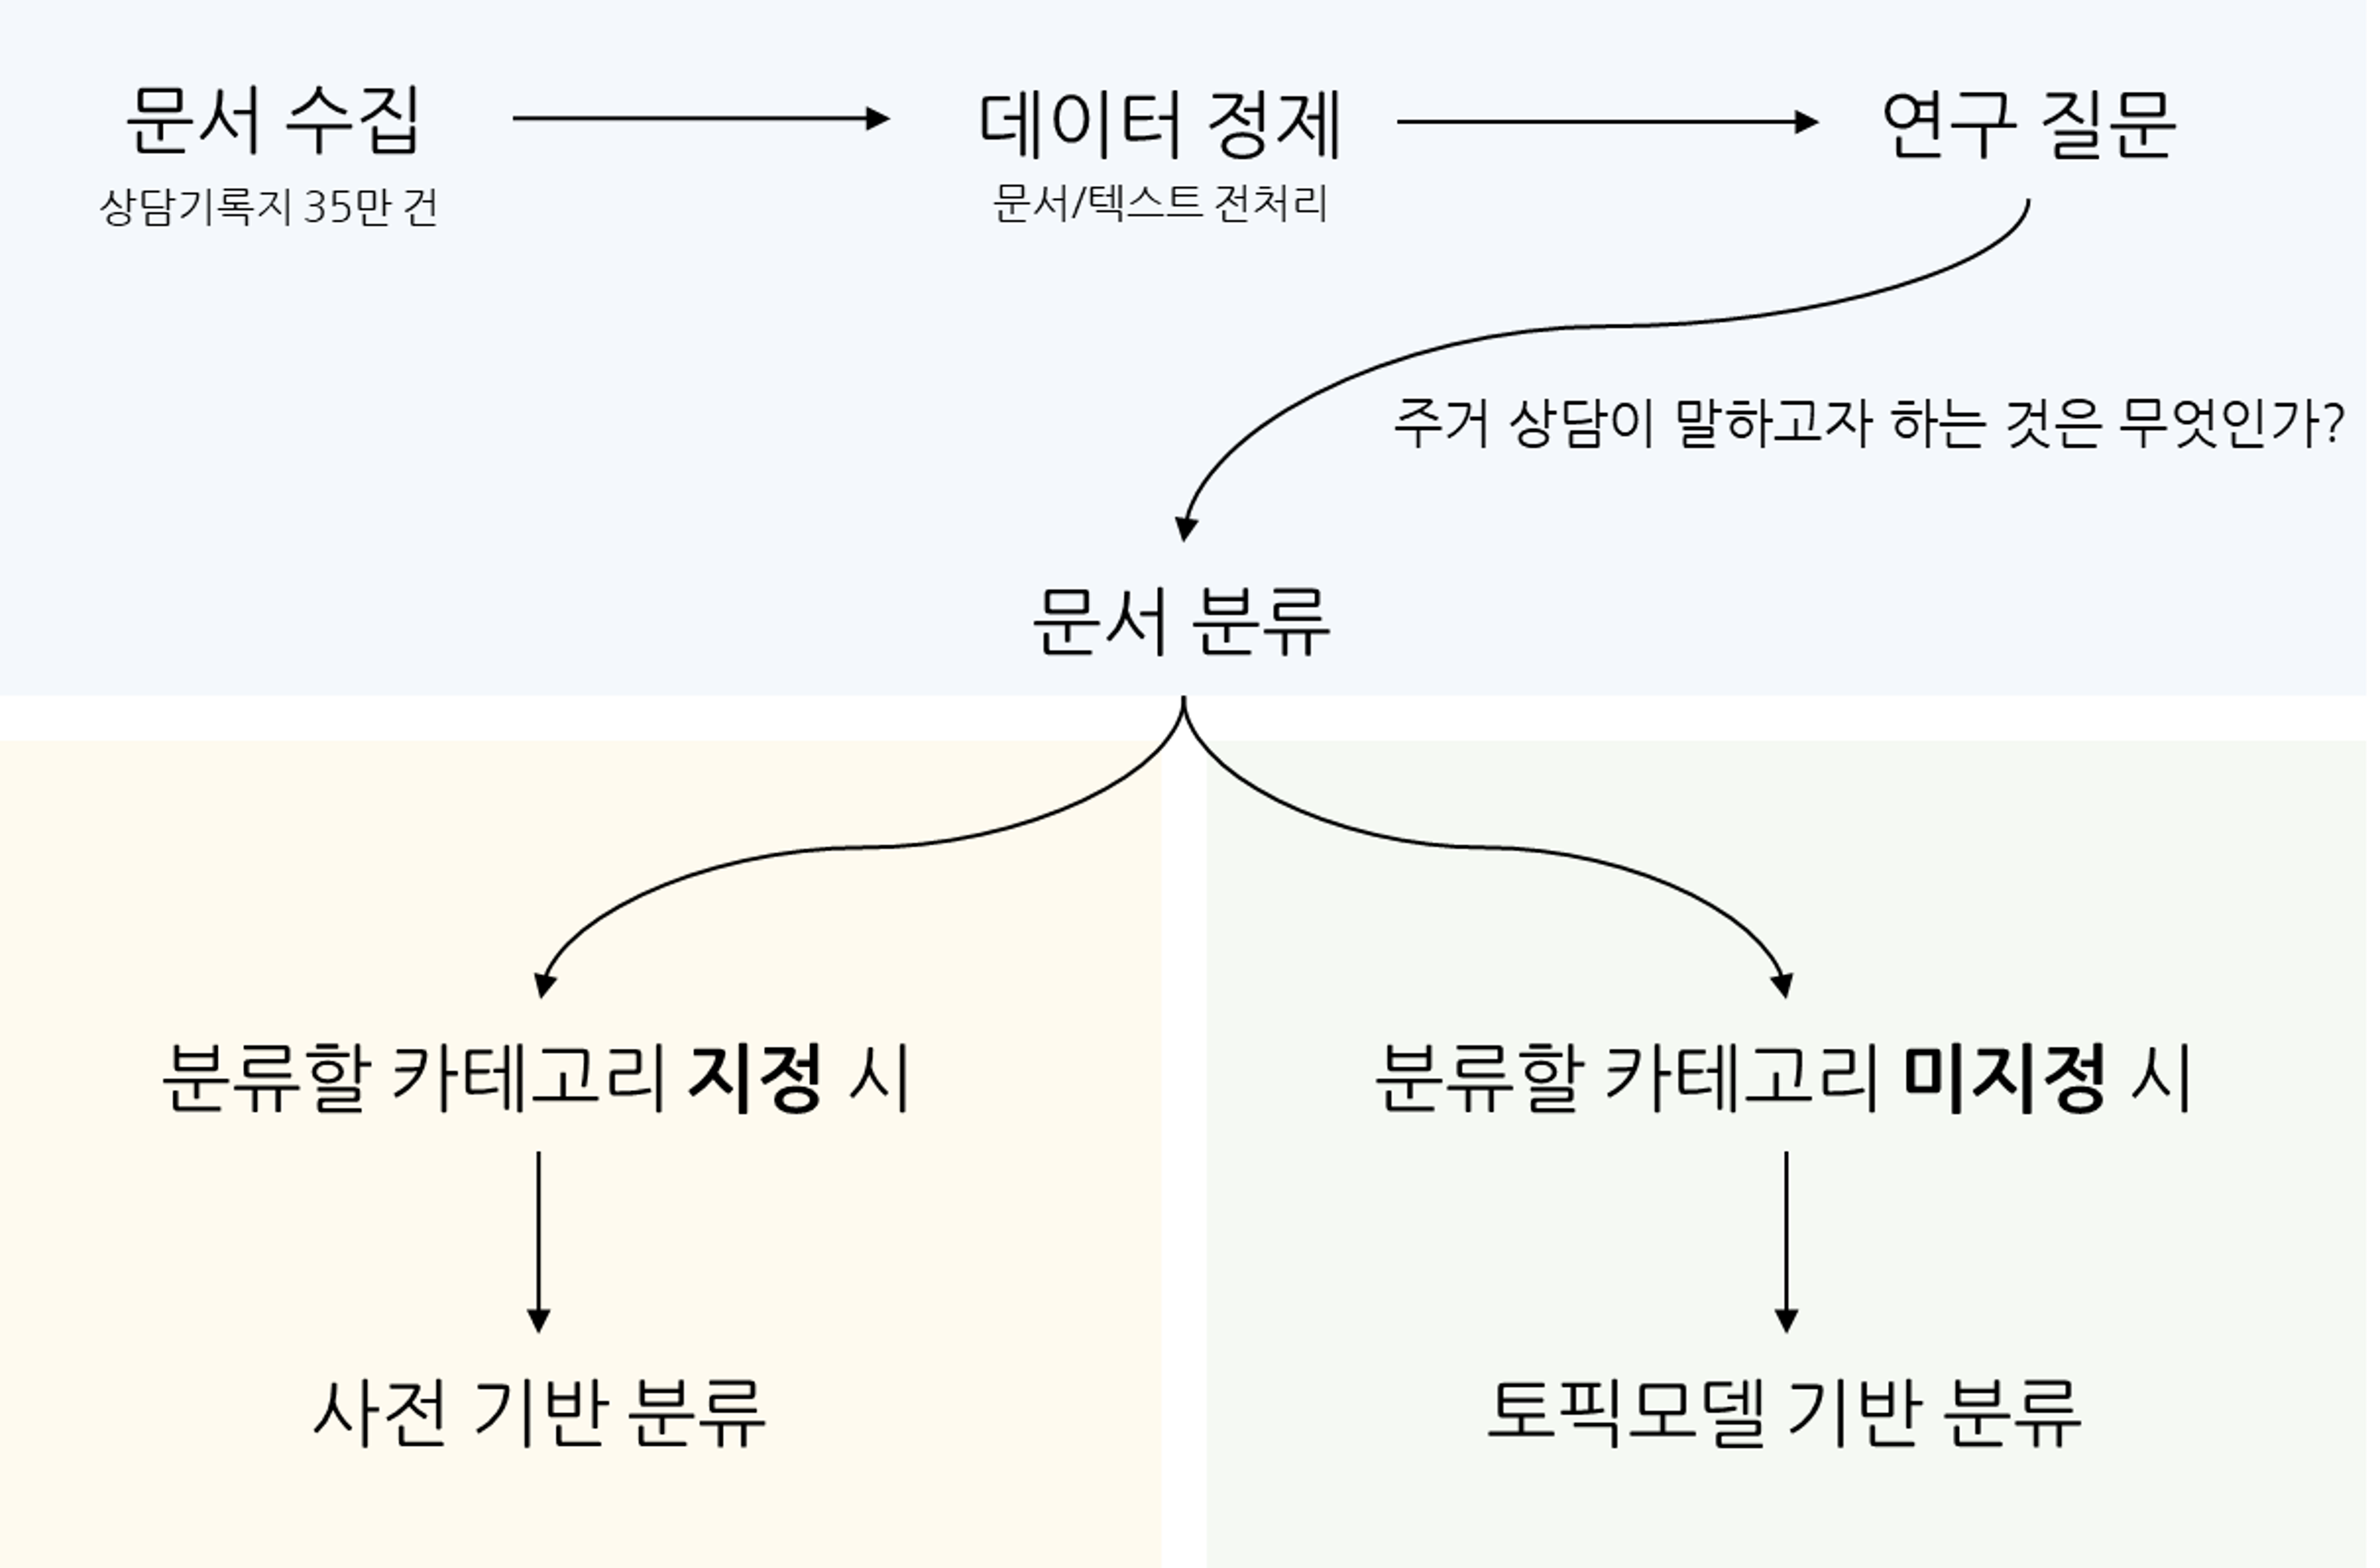 문서 수집
데이터 정제
연구 질문
상담기록지 35만 건
문서/텍스트 전처리
주거 상담이 말하고자 하는 것은 무엇인가?
문서 분류
분류할 카테고리 지정 시
분류할 카테고리 미지정 시
사전 기반 분류
토픽모델 기반 분류